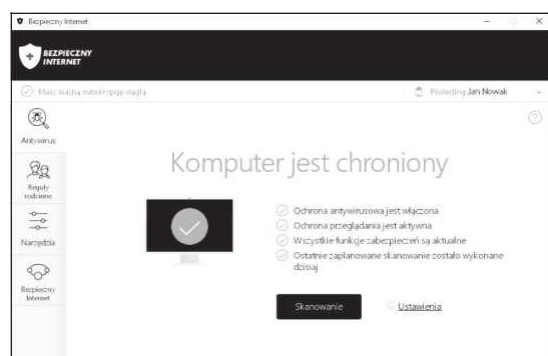 Bezpieczny Internet
BEZPIECZNY
INTERNET
Masz ważną subskrypcję ciągłą
Protecting Jan Nowak
Antywirus
Komputer jest chroniony
Reguły
rodzinne
Ochrona antywirusowa jest włączona
Ochrona przeglądania jest aktywna
Wszystkie funkcje zabezpieczeń są aktualne
Ostatnie zaplanowane skanowanie zostało wykonane
dzisiaj
Narzędzia
Bezpieczny
Internet
Skanowanie
Ustawienia